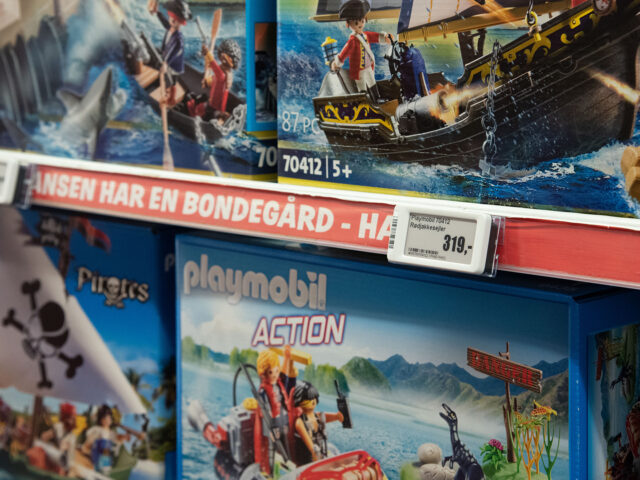 87 PC
70412 | 5+
70
ANSEN HAR EN BONDEGÅRD - HA
Playmobil 70412
Rødjakkesejler
319,-
Pirates
playmobil
ACTION